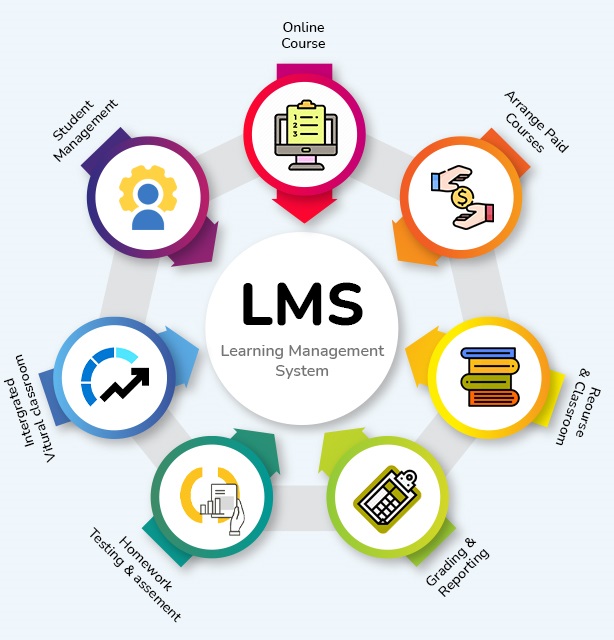 Online
Course
Arrange Paid
Courses
Student
Management
1
2
3
$
LMS
Learning Management
System
Recourse
& Classroom
Intergrated
Vitural classroom
Grading &
Reporting
Homework
Testing & assement